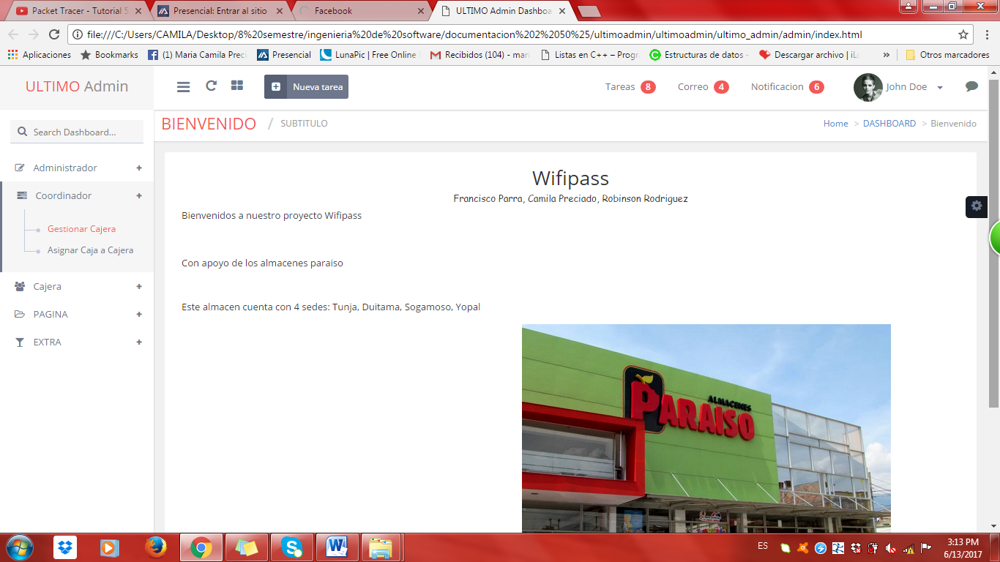 Packet Tracer - Tutorial 5
Presencial: Entrar al sitio
Facebook
ULTIMO Admin Dashboa
file:///C:/Users/CAMILA/Desktop/8%20semestre/ingenieria%20de%20software/documentacion%202%2050%25/ultimoadmin/ultimoadmin/ultimo_admin/admin/index.html
Aplicaciones
Bookmarks
(1) Maria Camila Preci
Presencial
LunaPic | Free Online
Recibidos (104) - mari
Listas en C++ – Progr
Estructuras de datos -
Descargar archivo | iLo
»
Otros marcadores
ULTIMO Admin
Nueva tarea
Tareas 8
Correo 4
Notificacion 6
John Doe
BIENVENIDO / SUBTITULO
Home > DASHBOARD > Bienvenido
Search Dashboard...
Administrador +
Coordinador +
Gestionar Cajera
Asignar Caja a Cajera
Cajera +
PAGINA +
EXTRA +
Wifipass
Francisco Parra, Camila Preciado, Robinson Rodriguez
Bienvenidos a nuestro proyecto Wifipass
Con apoyo de los almacenes paraiso
Este almacen cuenta con 4 sedes: Tunja, Duitama, Sogamoso, Yopal
ALMACENES
PARAISO
ES
3:13 PM
6/13/2017